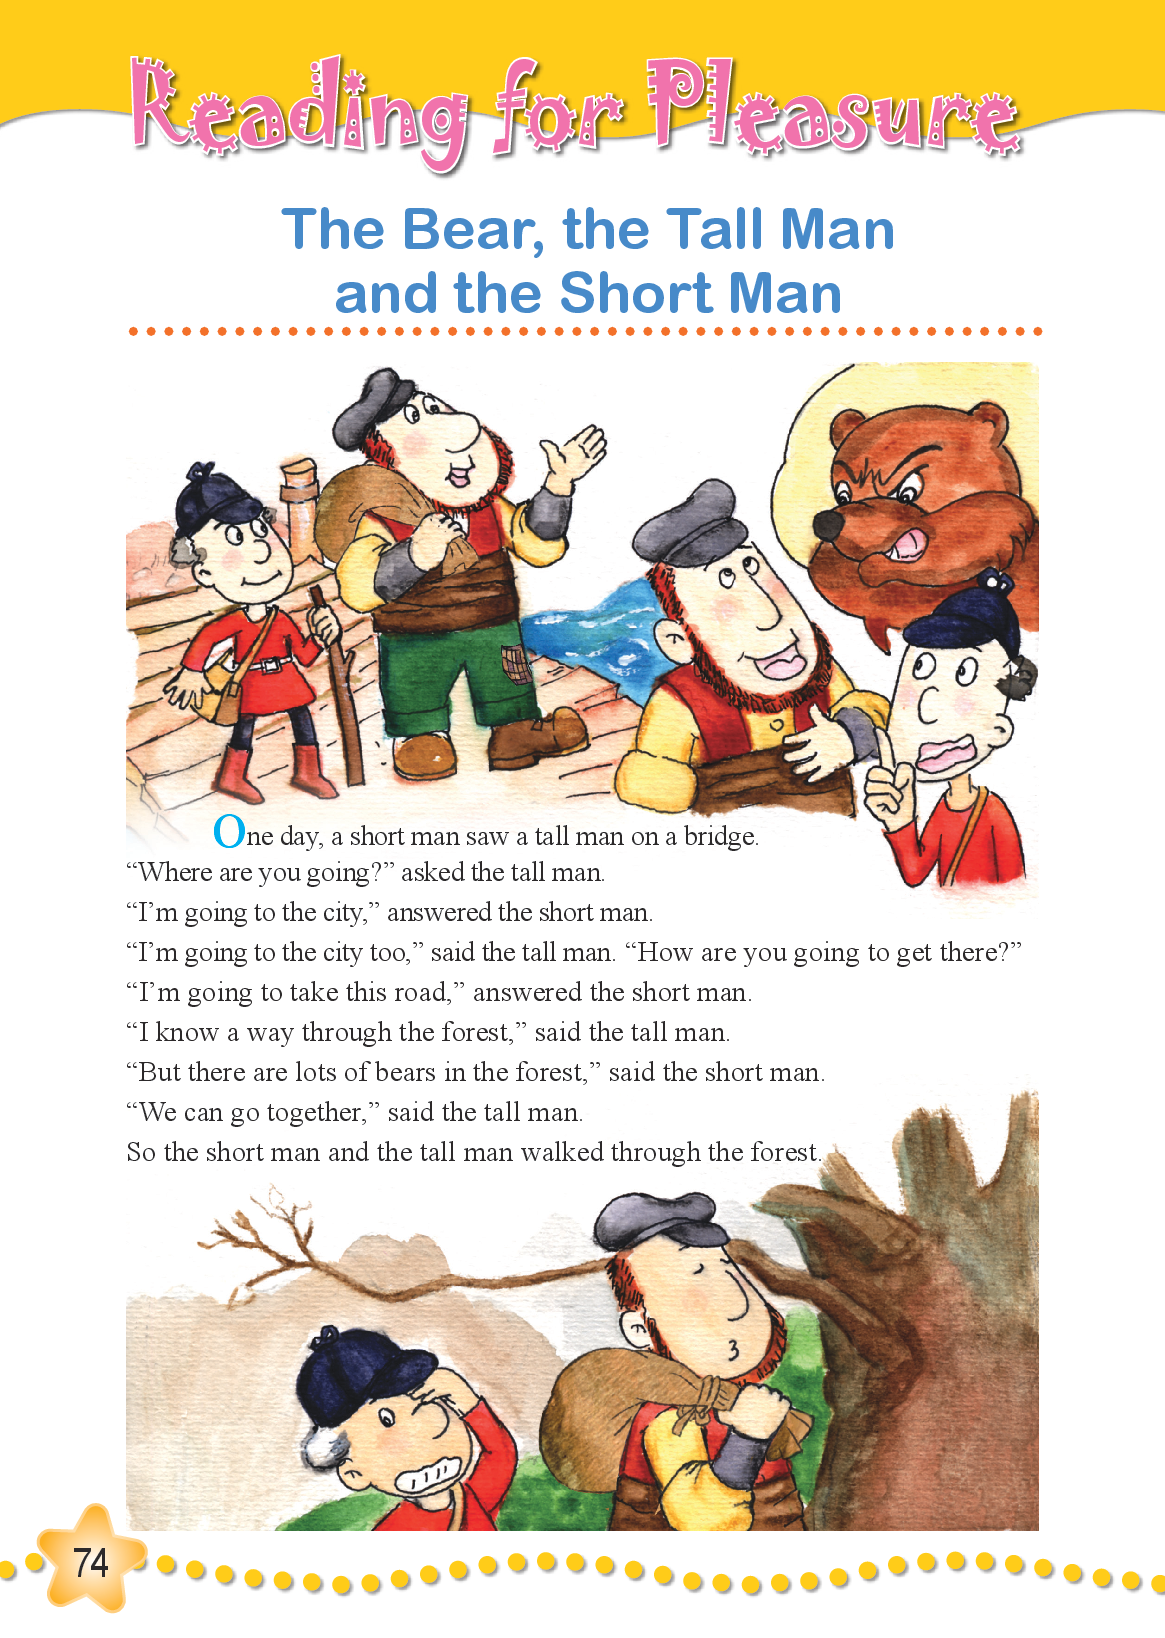 Reading for Pleasure
The Bear, the Tall Man
and the Short Man
One day, a short man saw a tall man on a bridge.
“Where are you going?” asked the tall man.
“I’m going to the city,” answered the short man.
“I’m going to the city too,” said the tall man. “How are you going to get there?”
“I’m going to take this road,” answered the short man.
“I know a way through the forest,” said the tall man.
“But there are lots of bears in the forest,” said the short man.
“We can go together,” said the tall man.
So the short man and the tall man walked through the forest.
74